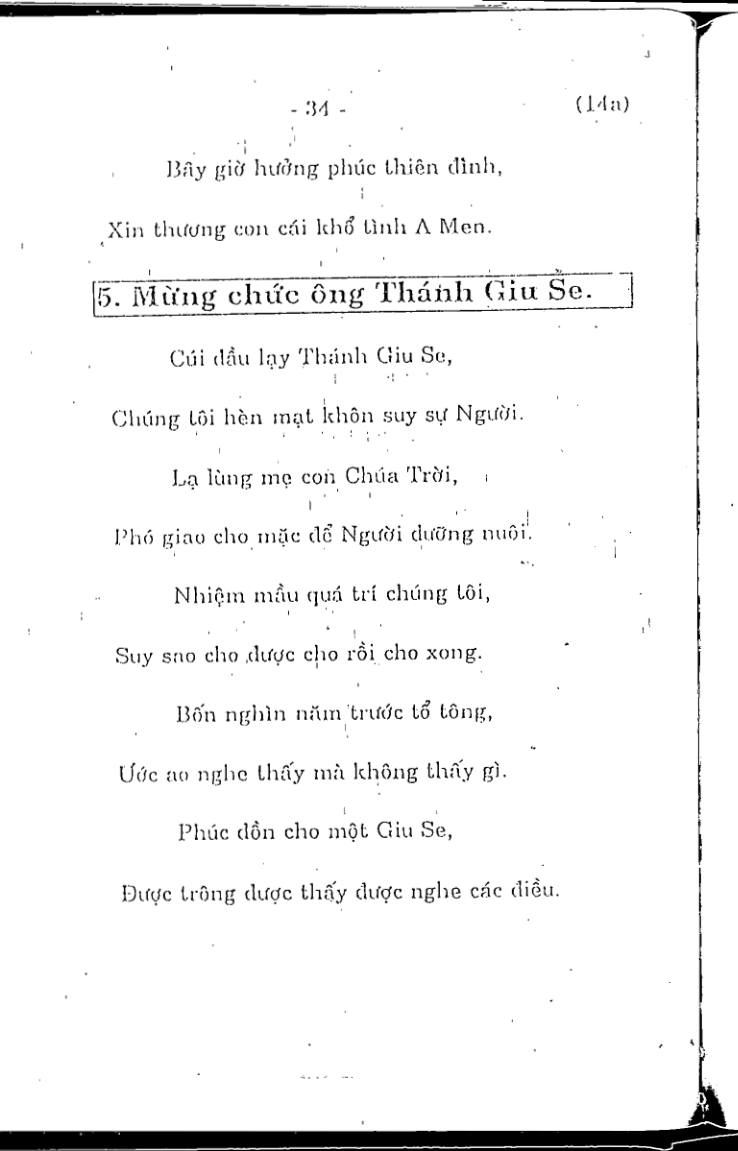 - 34 -
(14a)
Bây giờ hưởng phúc thiên đình,
Xin thương con cái khổ tình A Men.
5. Mừng chức ông Thánh Giu Se.
Cúi đầu lạy Thánh Giu Se,
Chúng tôi hèn mạt khôn suy sự Người.
Lạ lùng mẹ con Chúa Trời,
Phó giao cho mặc để Người dưỡng nuôi.
Nhiệm mầu quá trí chúng tôi,
Suy sao cho được cho rồi cho xong.
Bốn nghìn năm trước tổ tông,
Ước ao nghe thấy mà không thấy gì.
Phúc dồn cho một Giu Se,
Được trông được thấy được nghe các điều.